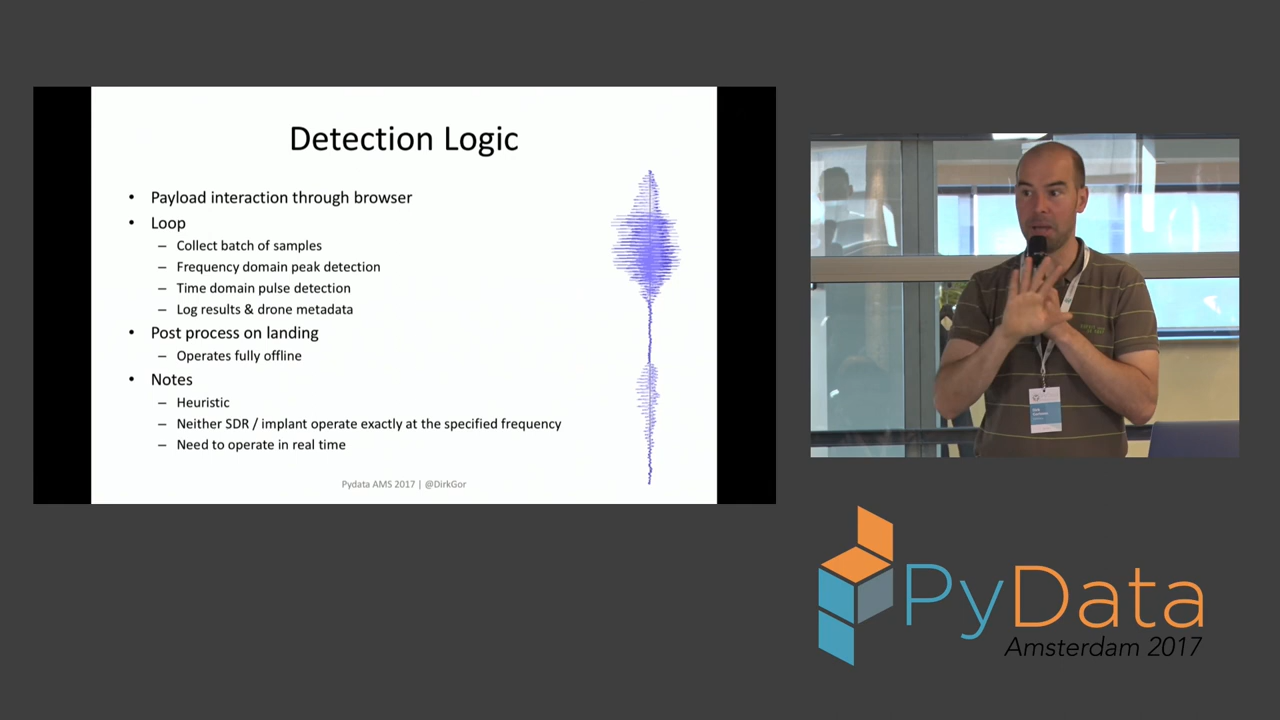 Detection Logic
• Payload interaction through browser
• Loop
– Collect batch of samples
– Frequency domain peak detection
– Time domain pulse detection
– Log results & drone metadata
• Post process on landing
– Operates fully offline
• Notes
– Heuristic
– Neither SDR / implant operate exactly at the specified frequency
– Need to operate in real time
Pydata AMS 2017 | @DirkGor
PyData
Amsterdam 2017